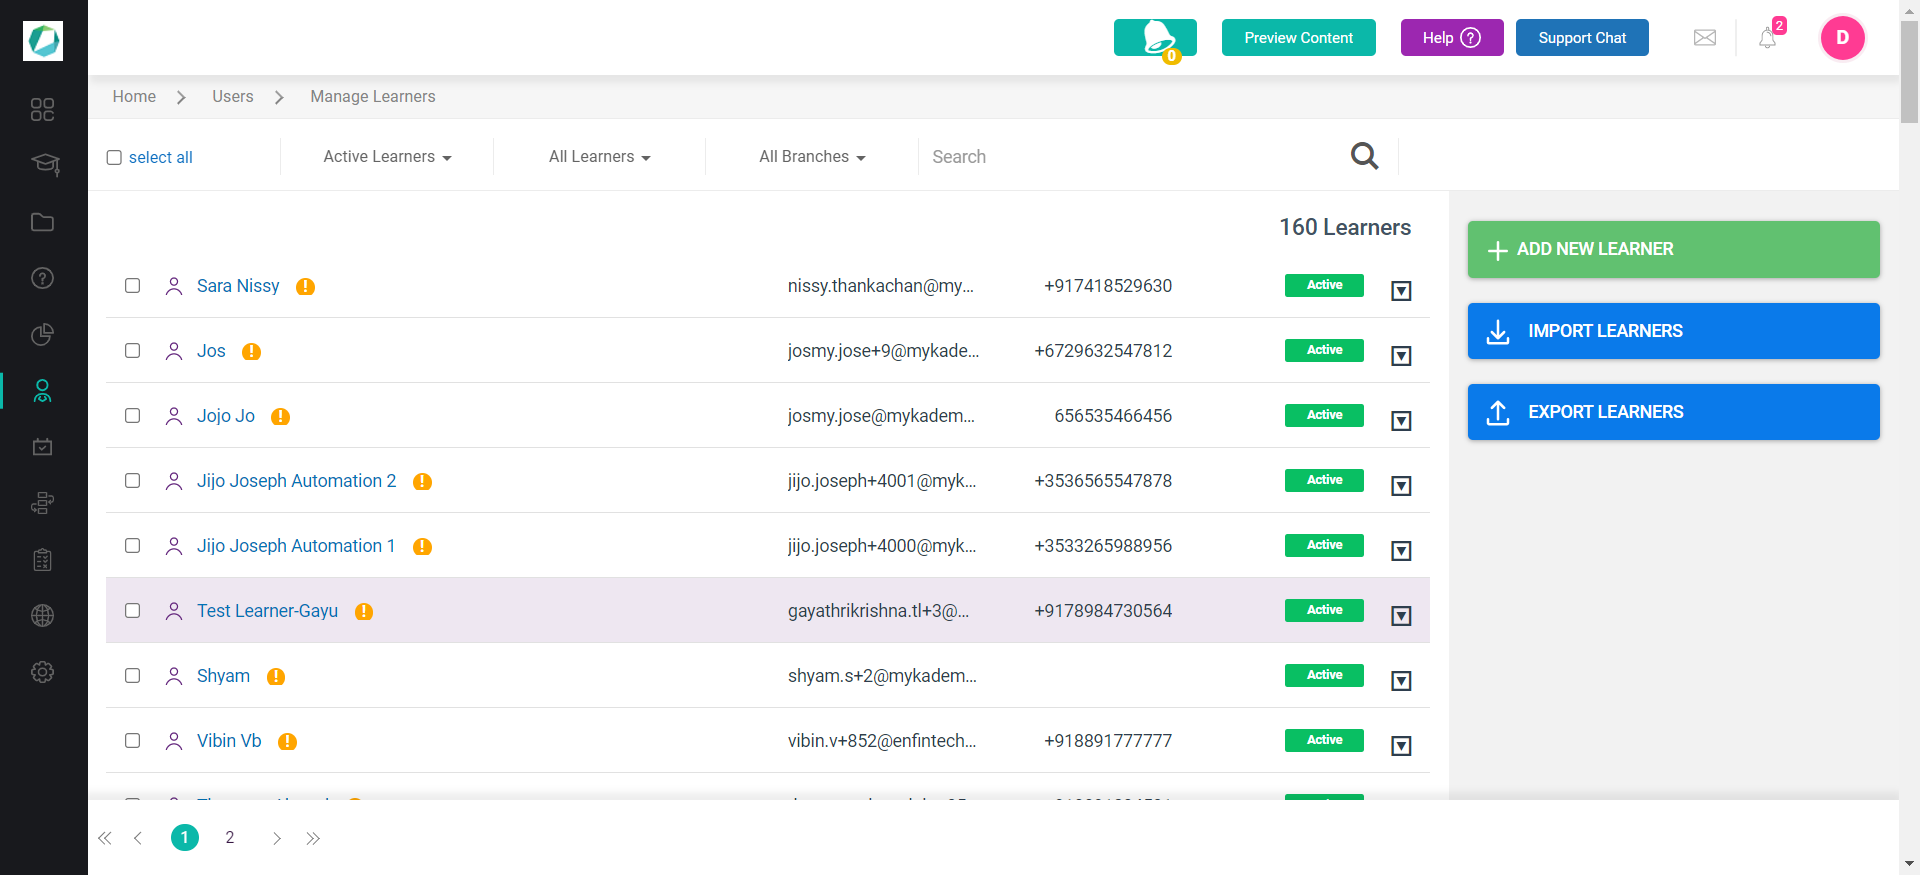 0
Preview Content
Help ?
Support Chat
2
D
Home
Users
Manage Learners
select all
Active Learners
All Learners
All Branches
Search
160 Learners
Sara Nissy ! nissy.thankachan@my... +917418529630 Active
Jos ! josmy.jose+9@mykade... +6729632547812 Active
Jojo Jo ! josmy.jose@mykadem... 656535466456 Active
Jijo Joseph Automation 2 ! jijo.joseph+4001@myk... +3536565547878 Active
Jijo Joseph Automation 1 ! jijo.joseph+4000@myk... +3533265988956 Active
Test Learner-Gayu ! gayathrikrishna.tl+3@... +9178984730564 Active
Shyam ! shyam.s+2@mykadem... Active
Vibin Vb ! vibin.v+852@enfintech... +918891777777 Active
ADD NEW LEARNER
IMPORT LEARNERS
EXPORT LEARNERS
1 2